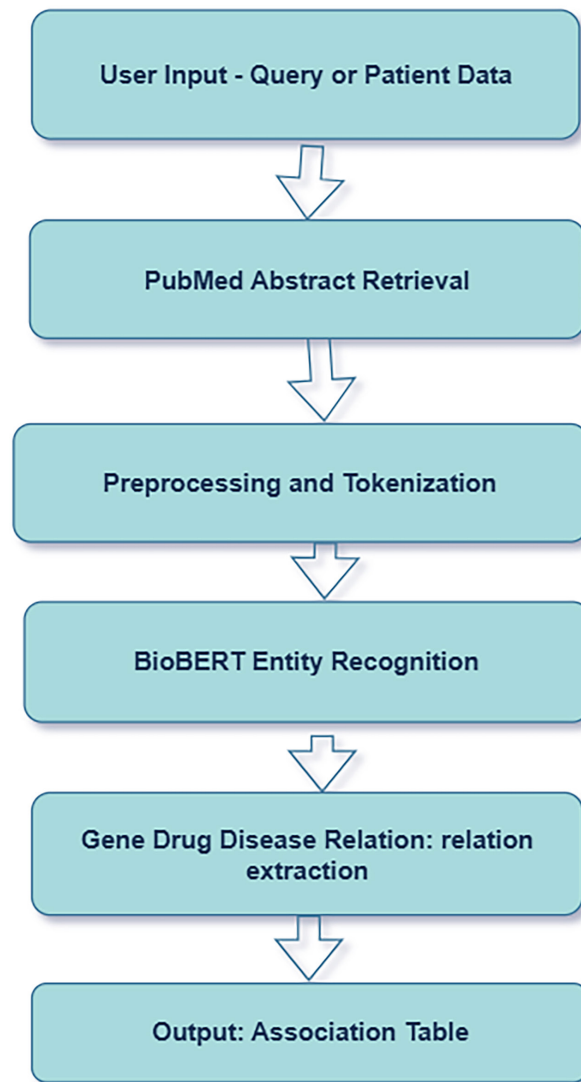 User Input - Query or Patient Data
PubMed Abstract Retrieval
Preprocessing and Tokenization
BioBERT Entity Recognition
Gene Drug Disease Relation: relation
extraction
Output: Association Table